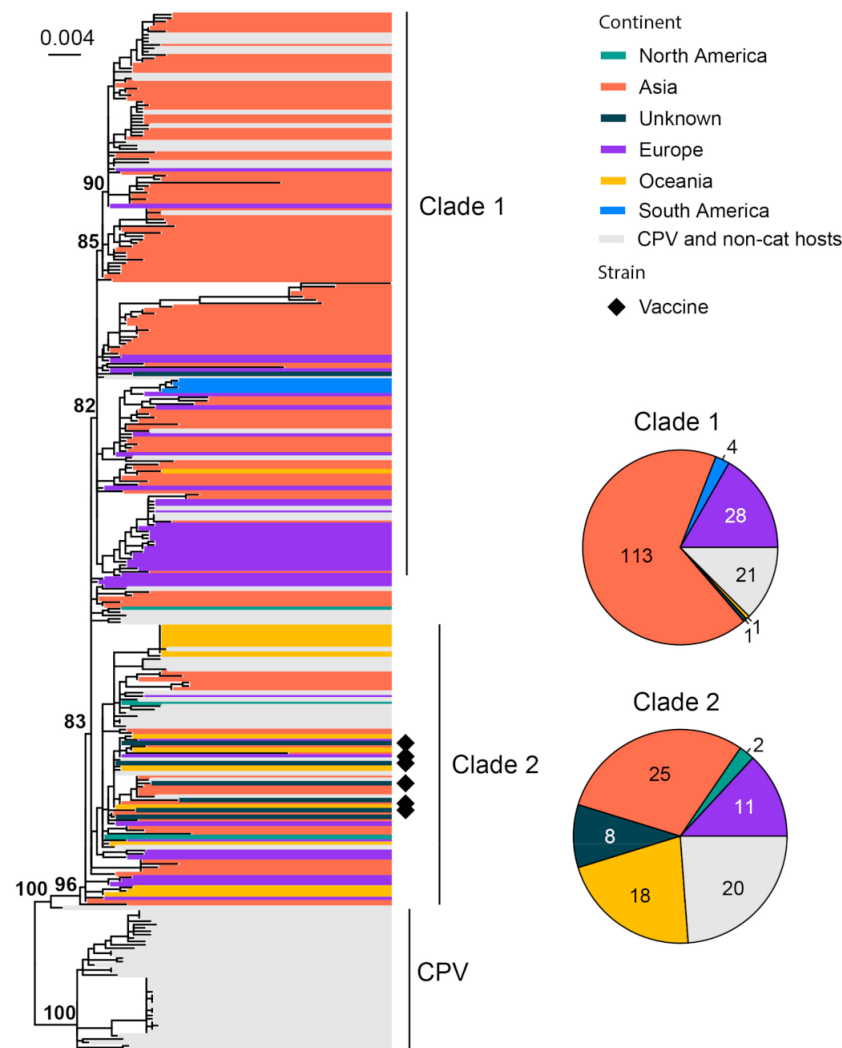 0.004
90
85
82
83
100
96
100
Clade 1
Clade 2
CPV
Continent
North America
Asia
Unknown
Europe
Oceania
South America
CPV and non-cat hosts
Strain
Vaccine
Clade 1
4
28
113
21
1
1
Clade 2
2
25
11
8
18
20